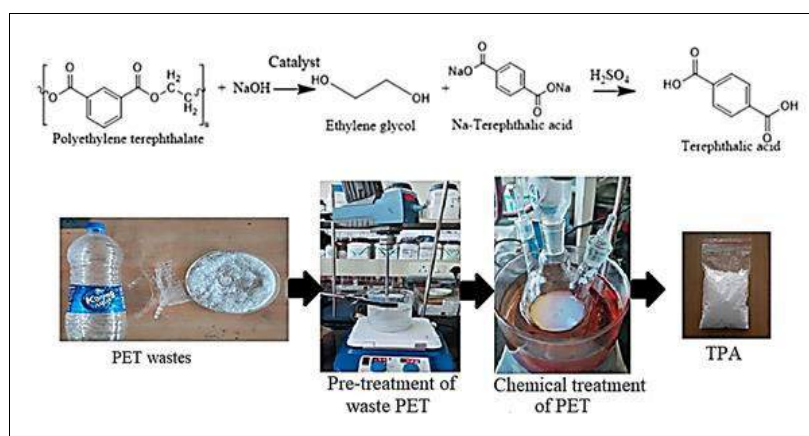 Catalyst
+ NaOH
+
H₂SO₄
O
O
O
O
H₂
C
C
H₂
n
HO
OH
NaO
O
ONa
O
HO
O
OH
O
Polyethylene terephthalate
Ethylene glycol
Na-Terephthalic acid
Terephthalic acid
PET wastes
Pre-treatment of
waste PET
Chemical treatment
of PET
TPA